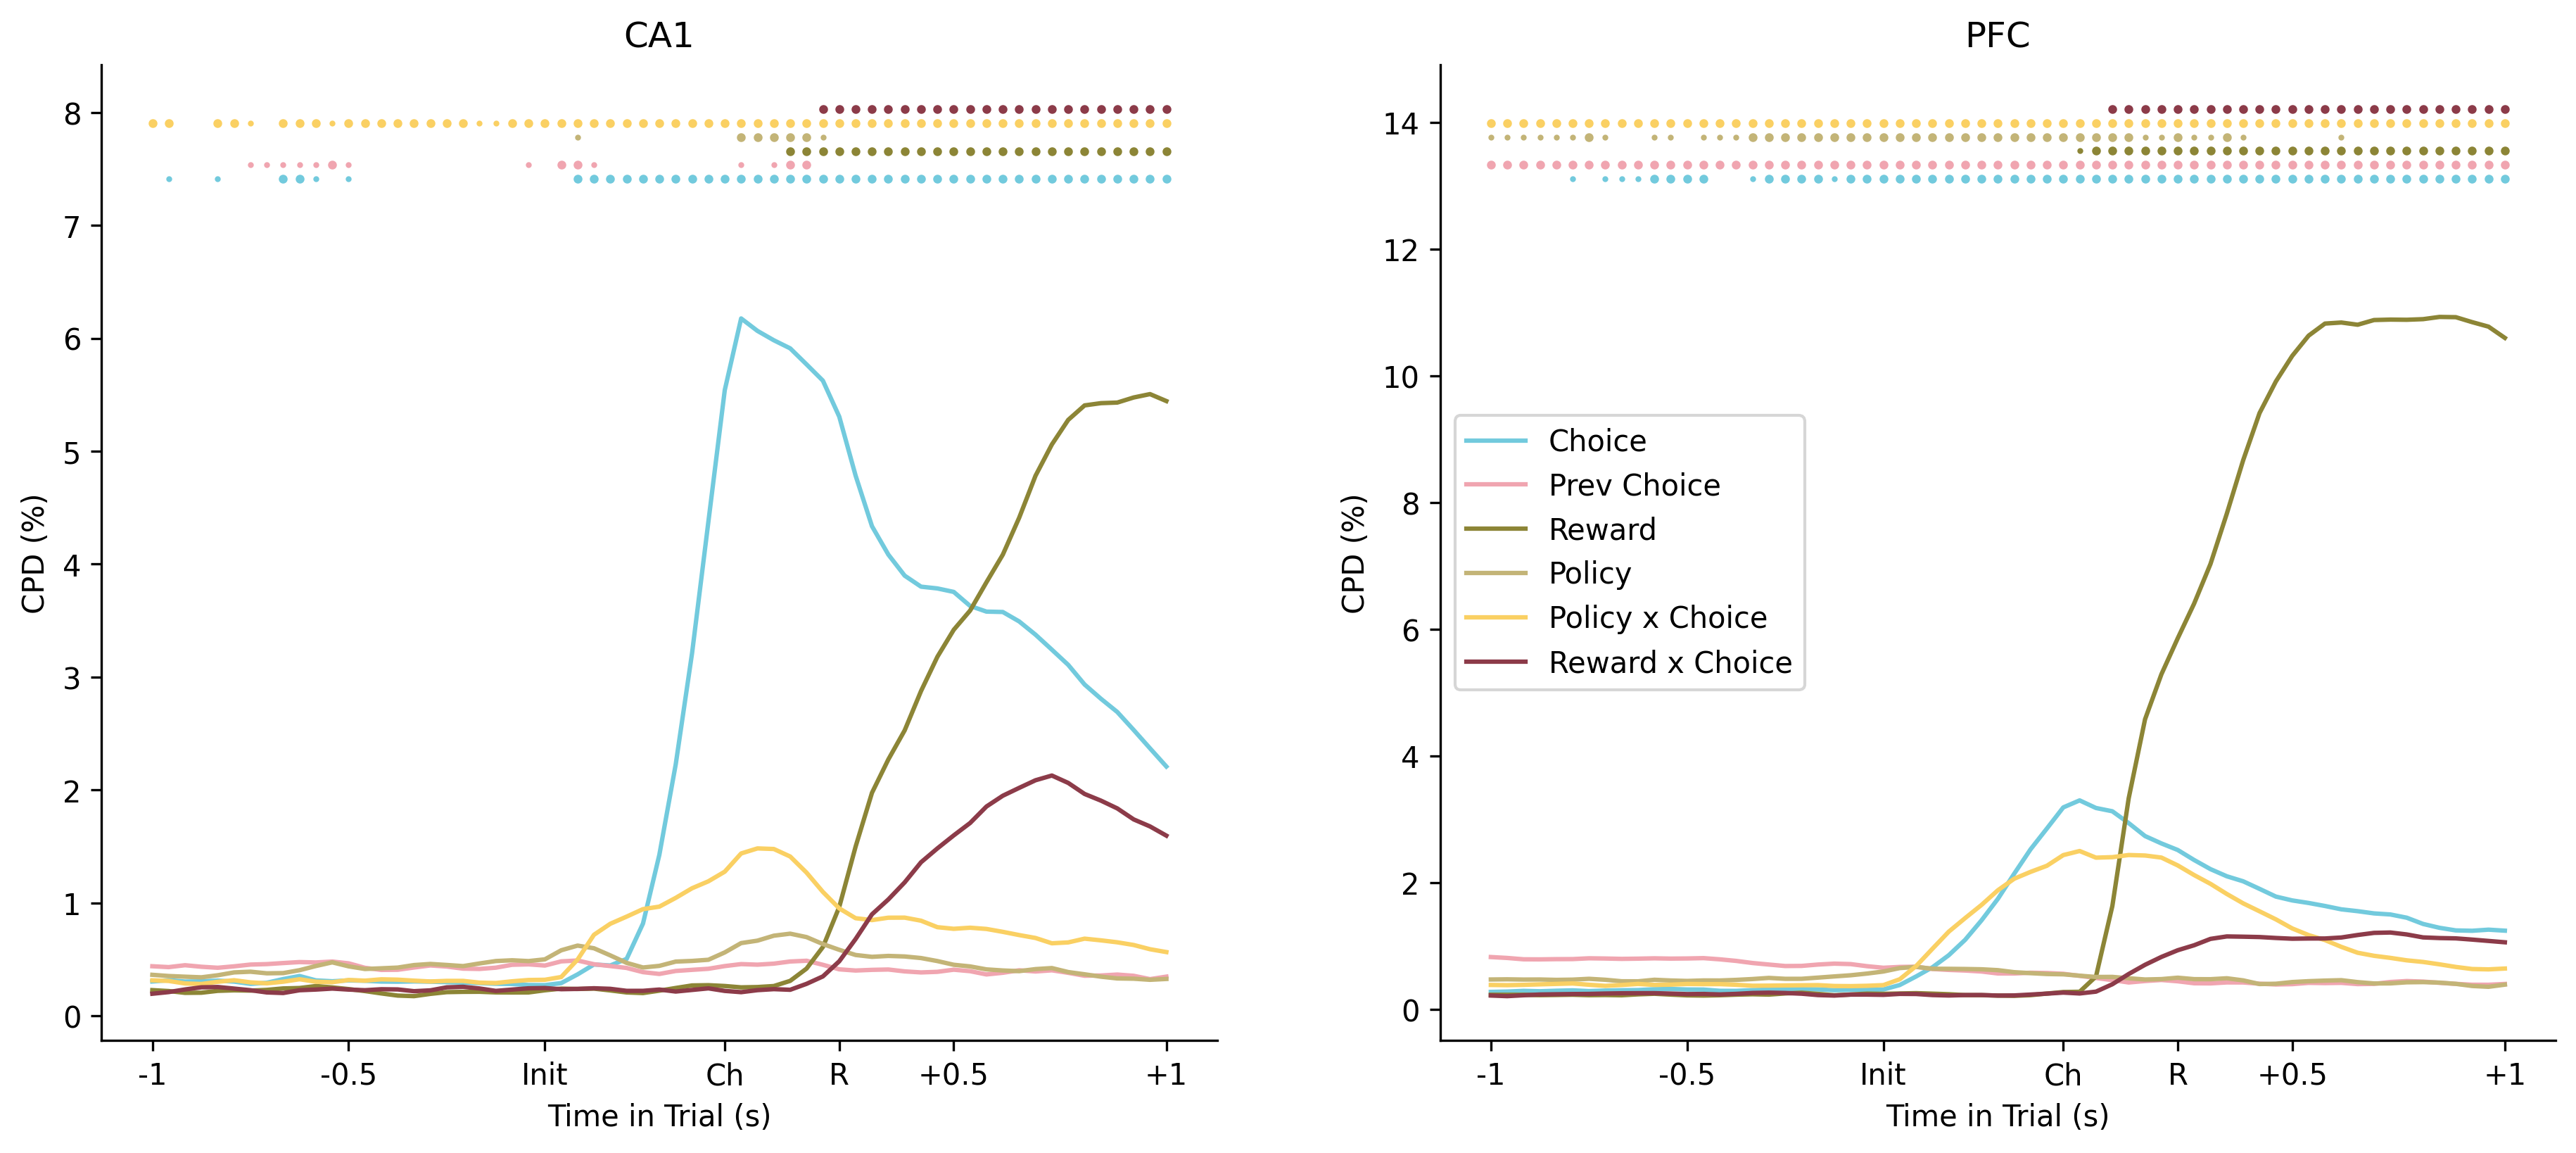 CA1
8
7
6
5
4
3
2
1
0
CPD (%)
-1 -0.5 Init Ch R +0.5 +1
Time in Trial (s)
PFC
14
12
10
8
6
4
2
0
CPD (%)
Choice
Prev Choice
Reward
Policy
Policy x Choice
Reward x Choice
-1 -0.5 Init Ch R +0.5 +1
Time in Trial (s)